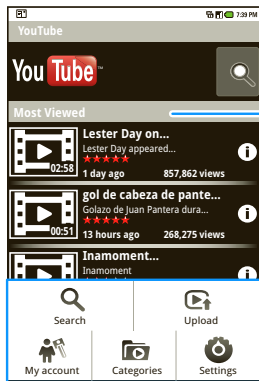 7:39 PM
YouTube
You Tube™
Most Viewed
Lester Day on...
Lester Day appeared...
02:58
1 day ago 857,862 views
gol de cabeza de pante...
Golazo de Juan Pantera dura...
00:51
13 hours ago 268,275 views
Inamoment...
Inamoment
Search Upload
My account Categories Settings